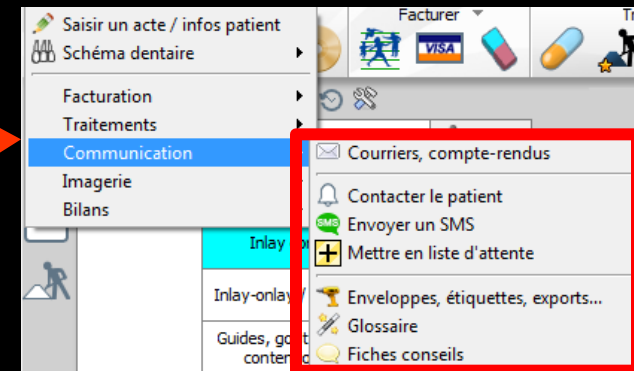 Saisir un acte / infos patient
Schéma dentaire
Facturation
Traitements
Communication
Imagerie
Bilans
Facturer
VISA
Courriers, compte-rendus
Contacter le patient
SMS Envoyer un SMS
Mettre en liste d'attente
Enveloppes, étiquettes, exports...
Glossaire
Fiches conseils
Inlay
Inlay-onlay
Guides,